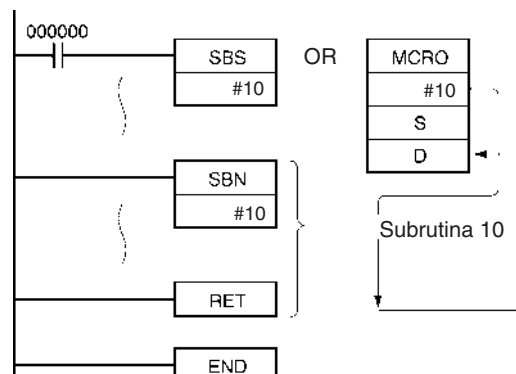 000000
SBS OR MCRO
#10 #10
S
D
SBN
#10
Subrutina 10
RET
END